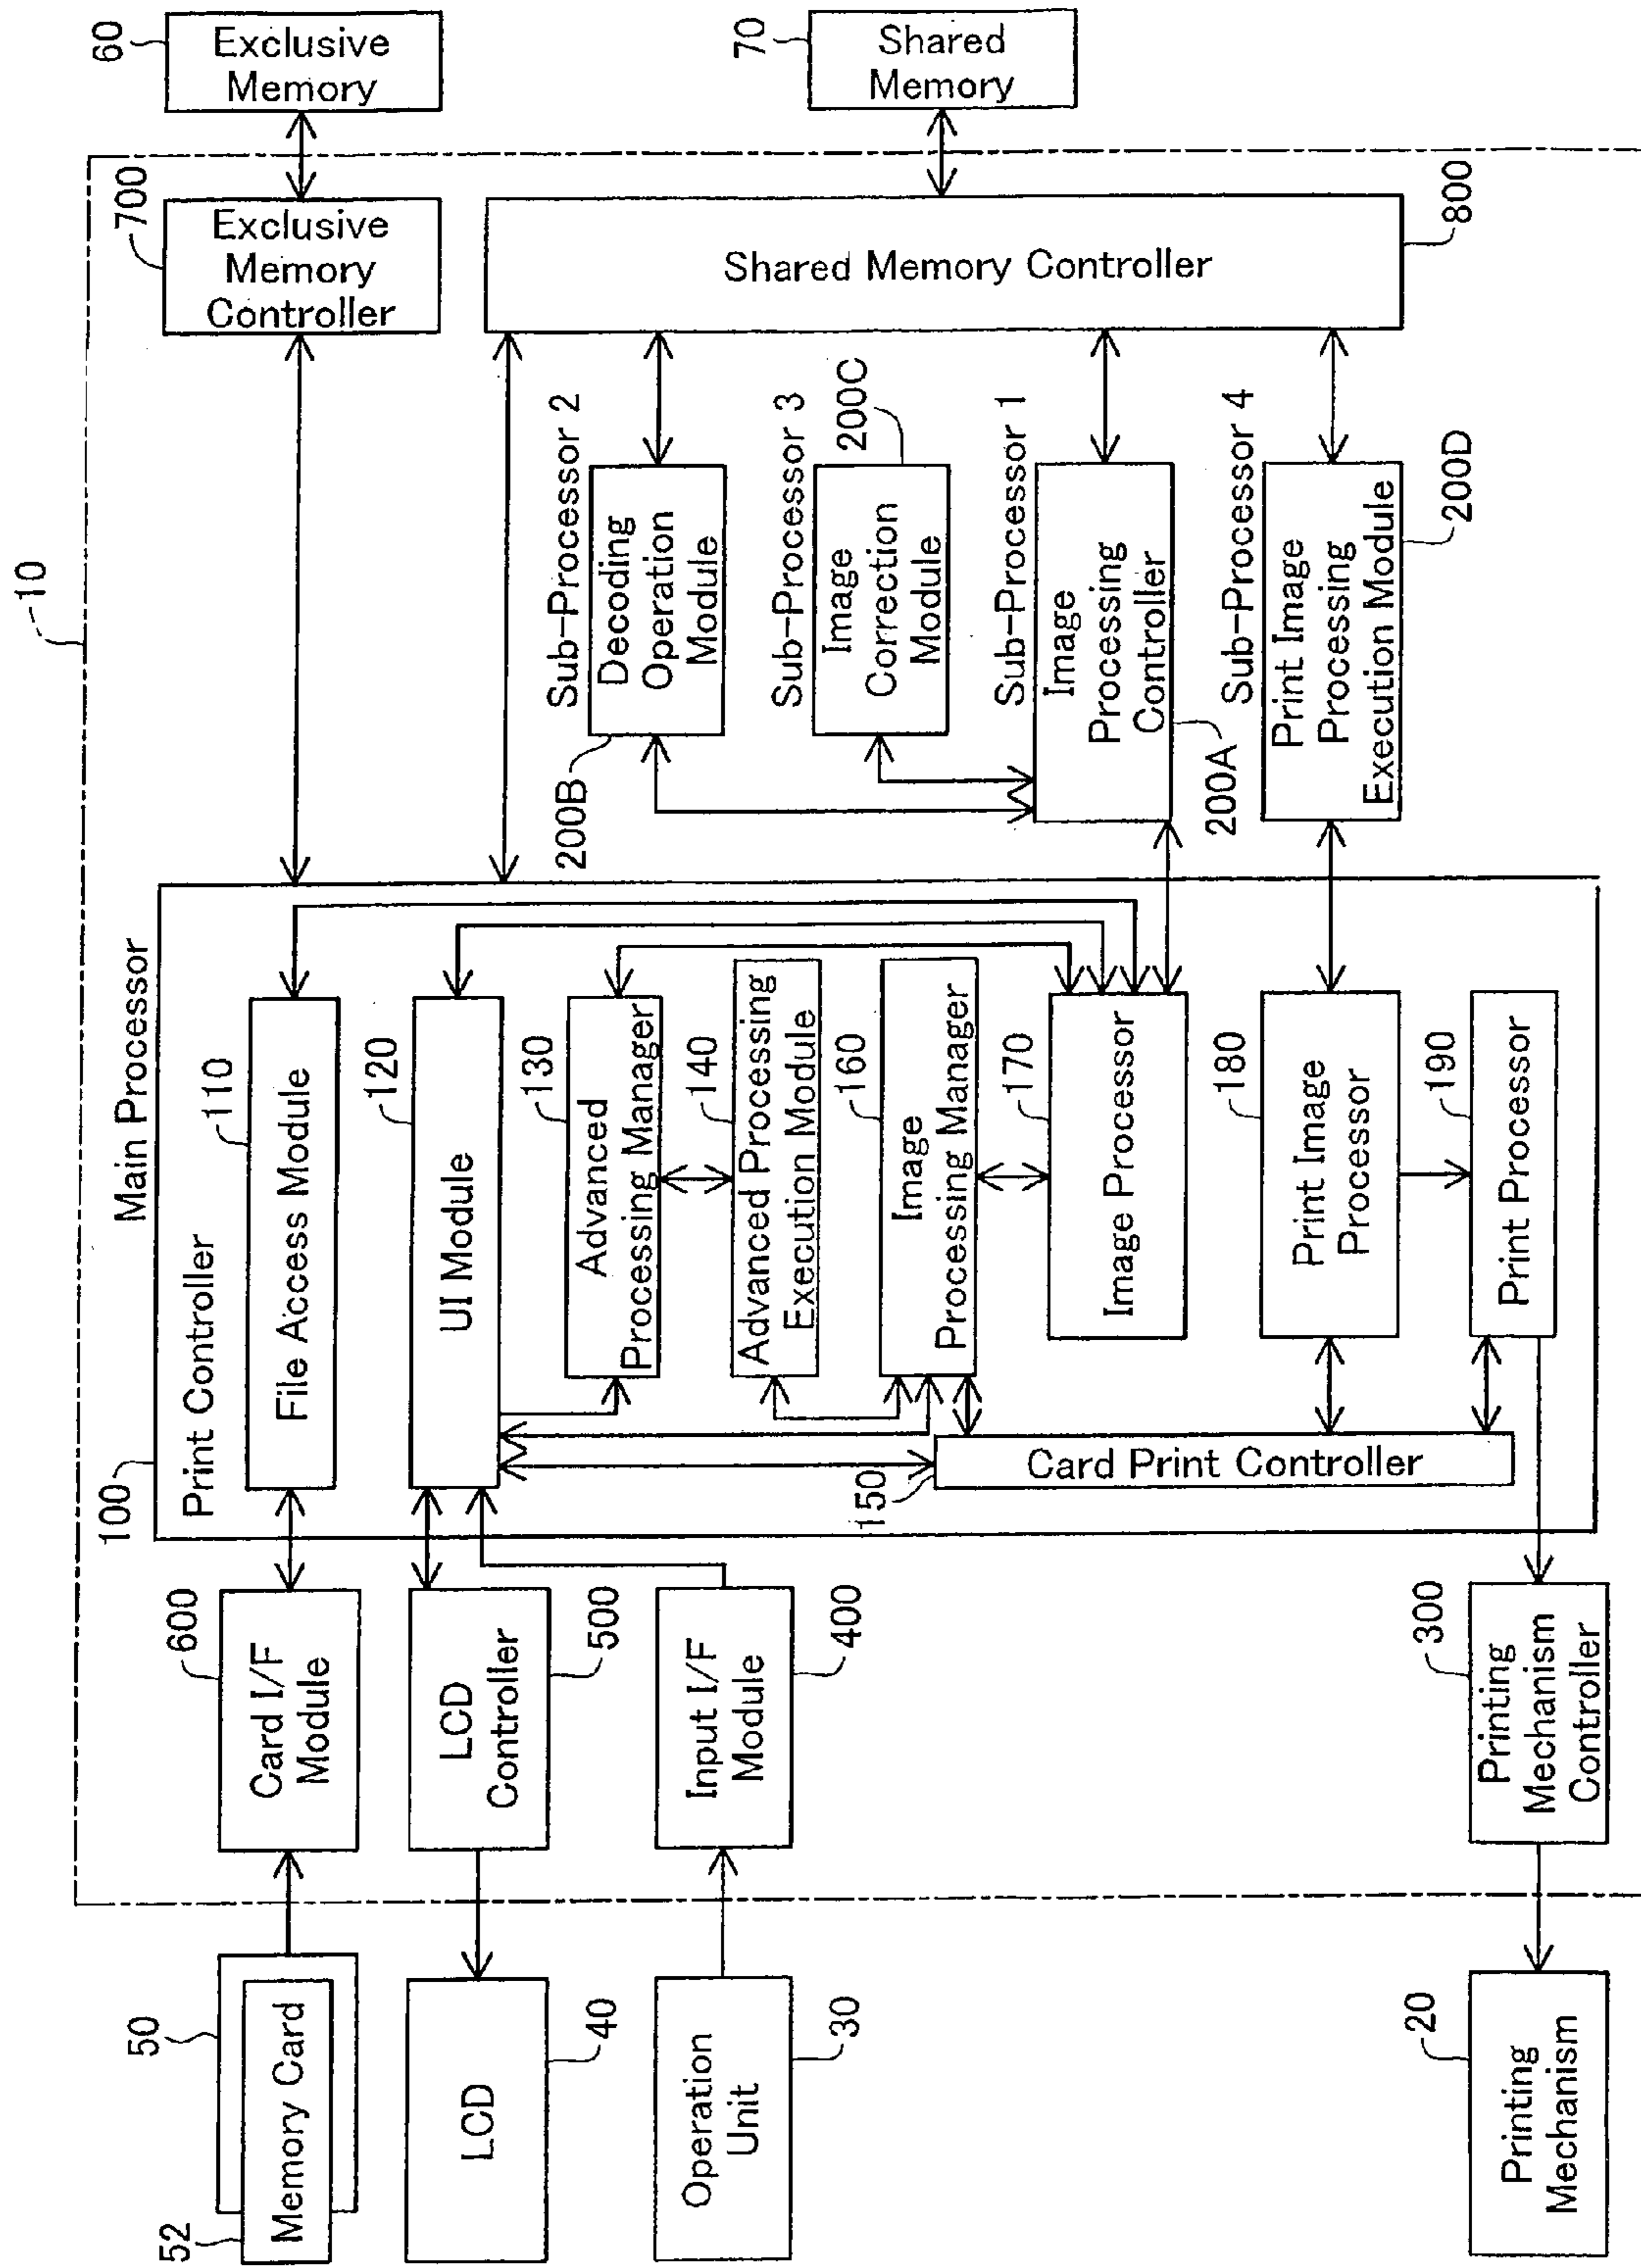 10
52
50
Memory Card
600
Card I/F
Module
100
Main Processor
Print Controller
110
File Access Module
700
Exclusive
Memory
Controller
60
Exclusive
Memory
LCD
40
LCD
Controller
500
120
UI Module
Operation
Unit
30
Input I/F
Module
400
130
Advanced
Processing Manager
140
Advanced Processing
Execution Module
160
Image
Processing Manager
170
Image Processor
150
Card Print Controller
180
Print Image
Processor
190
Print Processor
200B
Sub-Processor 2
Decoding
Operation
Module
Sub-Processor 3
200C
Image
Correction
Module
Sub-Processor 1
Image
Processing
Controller
200A
Sub-Processor 4
Print Image
Processing
Execution Module
200D
Shared Memory Controller
800
70
Shared
Memory
300
Printing
Mechanism
Controller
20
Printing
Mechanism